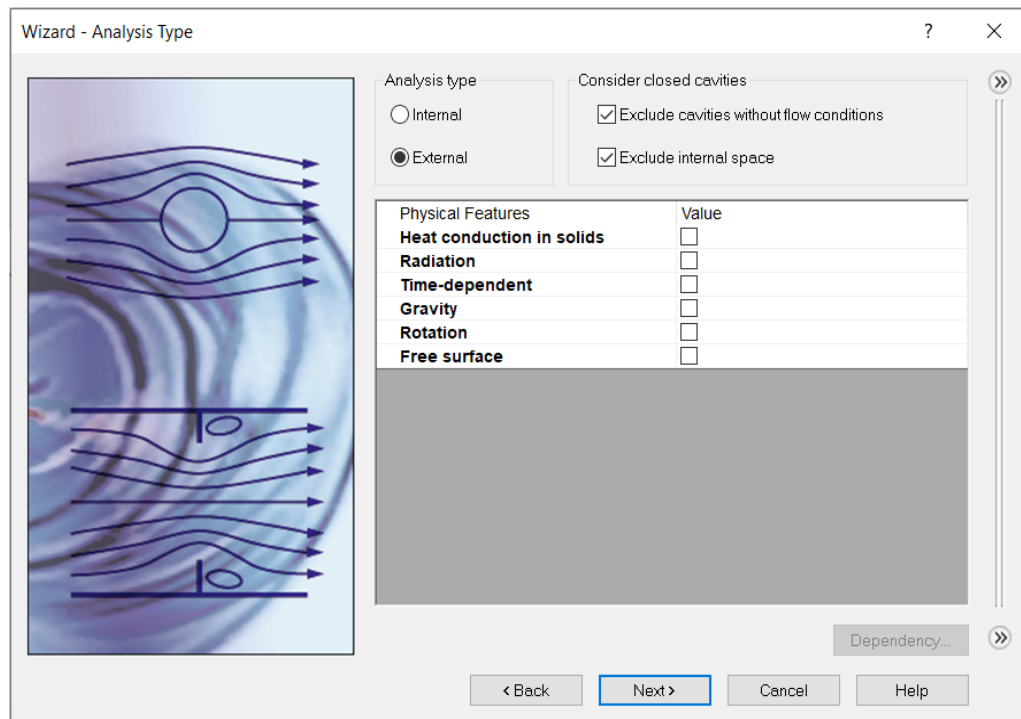 Wizard - Analysis Type
?
Analysis type
Internal
External
Consider closed cavities
Exclude cavities without flow conditions
Exclude internal space
Physical Features Value
Heat conduction in solids
Radiation
Time-dependent
Gravity
Rotation
Free surface
Dependency...
< Back Next > Cancel Help